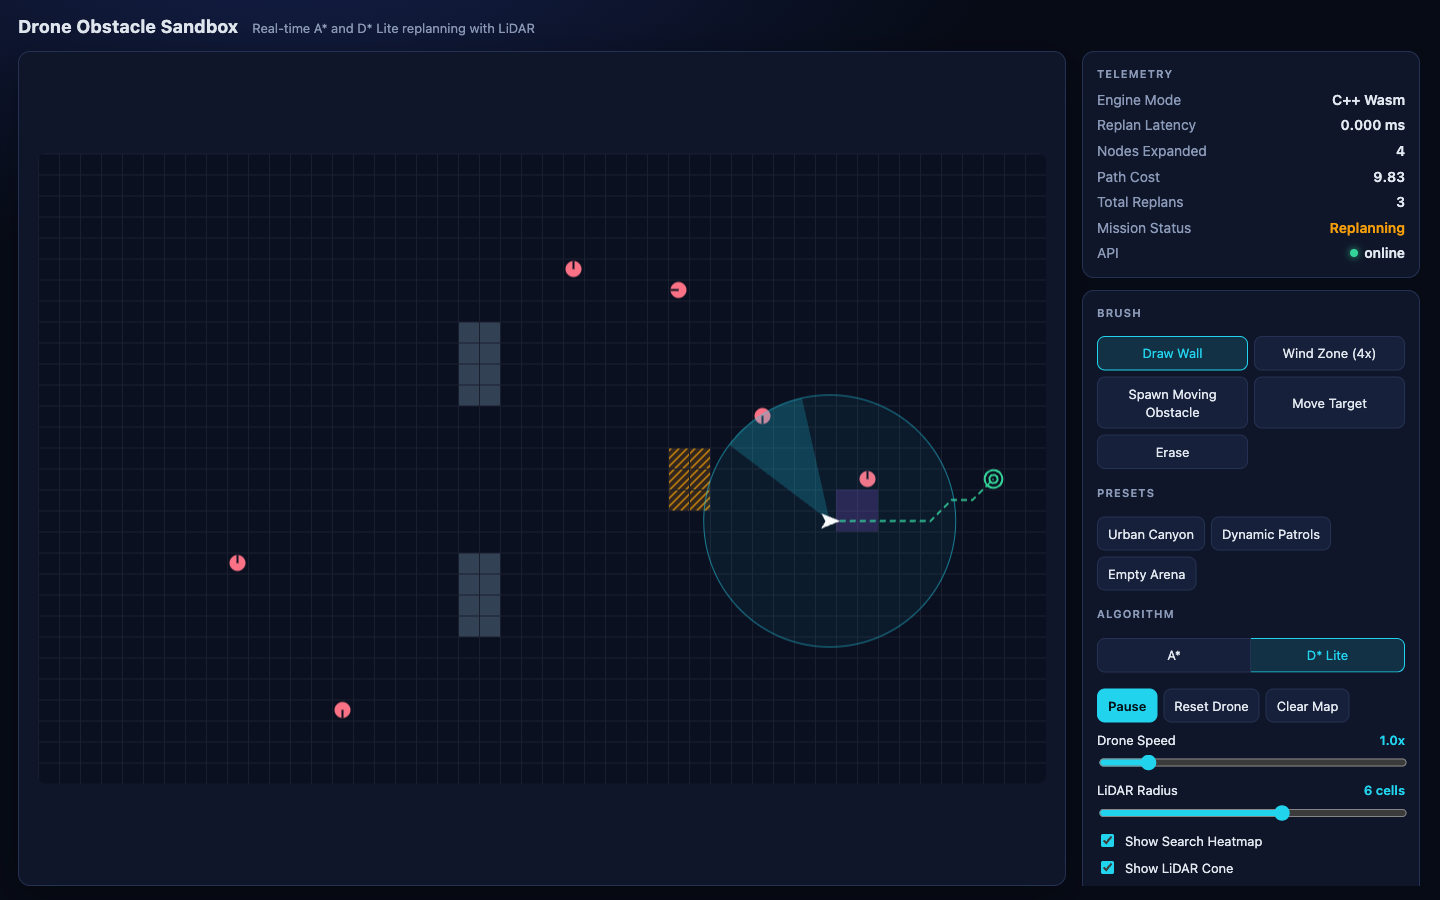 Drone Obstacle Sandbox Real-time A* and D* Lite replanning with LiDAR
TELEMETRY
Engine Mode C++ Wasm
Replan Latency 0.000 ms
Nodes Expanded 4
Path Cost 9.83
Total Replans 3
Mission Status Replanning
API online
BRUSH
Draw Wall Wind Zone (4x)
Spawn Moving
Obstacle
Move Target
Erase
PRESETS
Urban Canyon Dynamic Patrols
Empty Arena
ALGORITHM
A* D* Lite
Pause Reset Drone Clear Map
Drone Speed 1.0x
LiDAR Radius 6 cells
Show Search Heatmap
Show LiDAR Cone